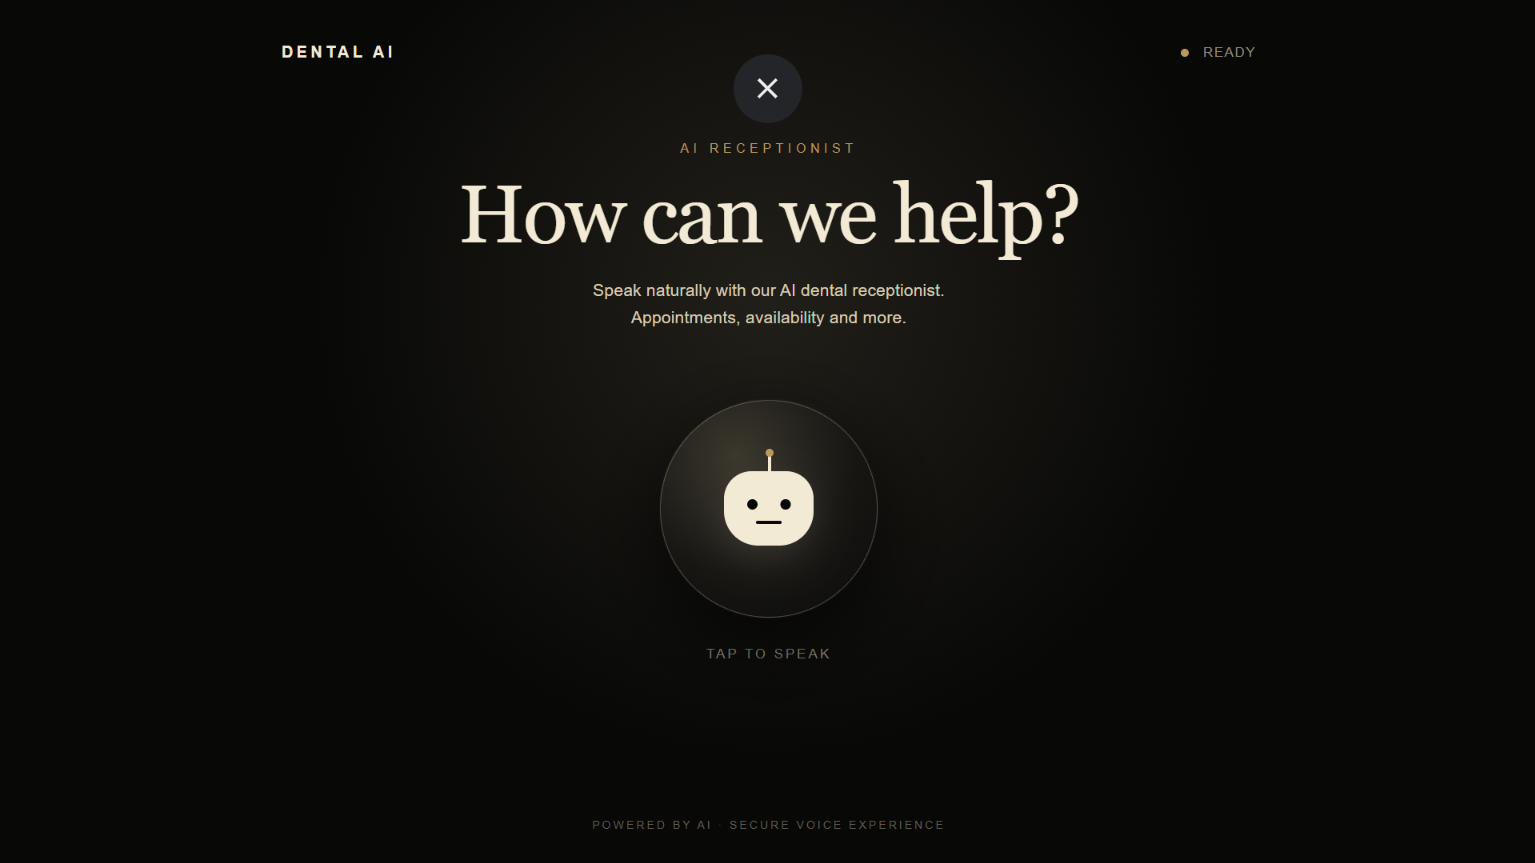 DENTAL AI
READY
AI RECEPTIONIST
How can we help?
Speak naturally with our AI dental receptionist.
Appointments, availability and more.
TAP TO SPEAK
POWERED BY AI · SECURE VOICE EXPERIENCE